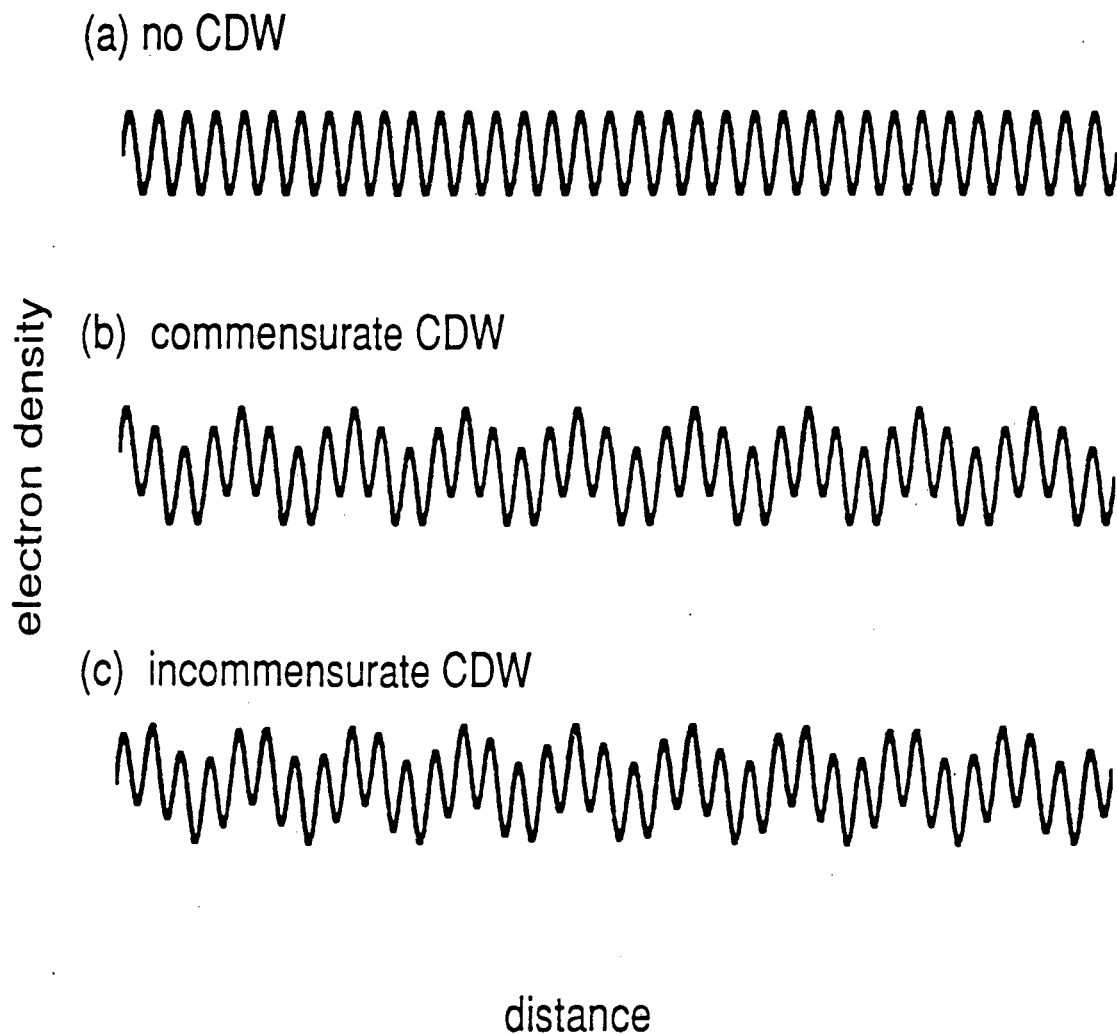 (a) no CDW
electron density
(b) commensurate CDW
(c) incommensurate CDW
distance